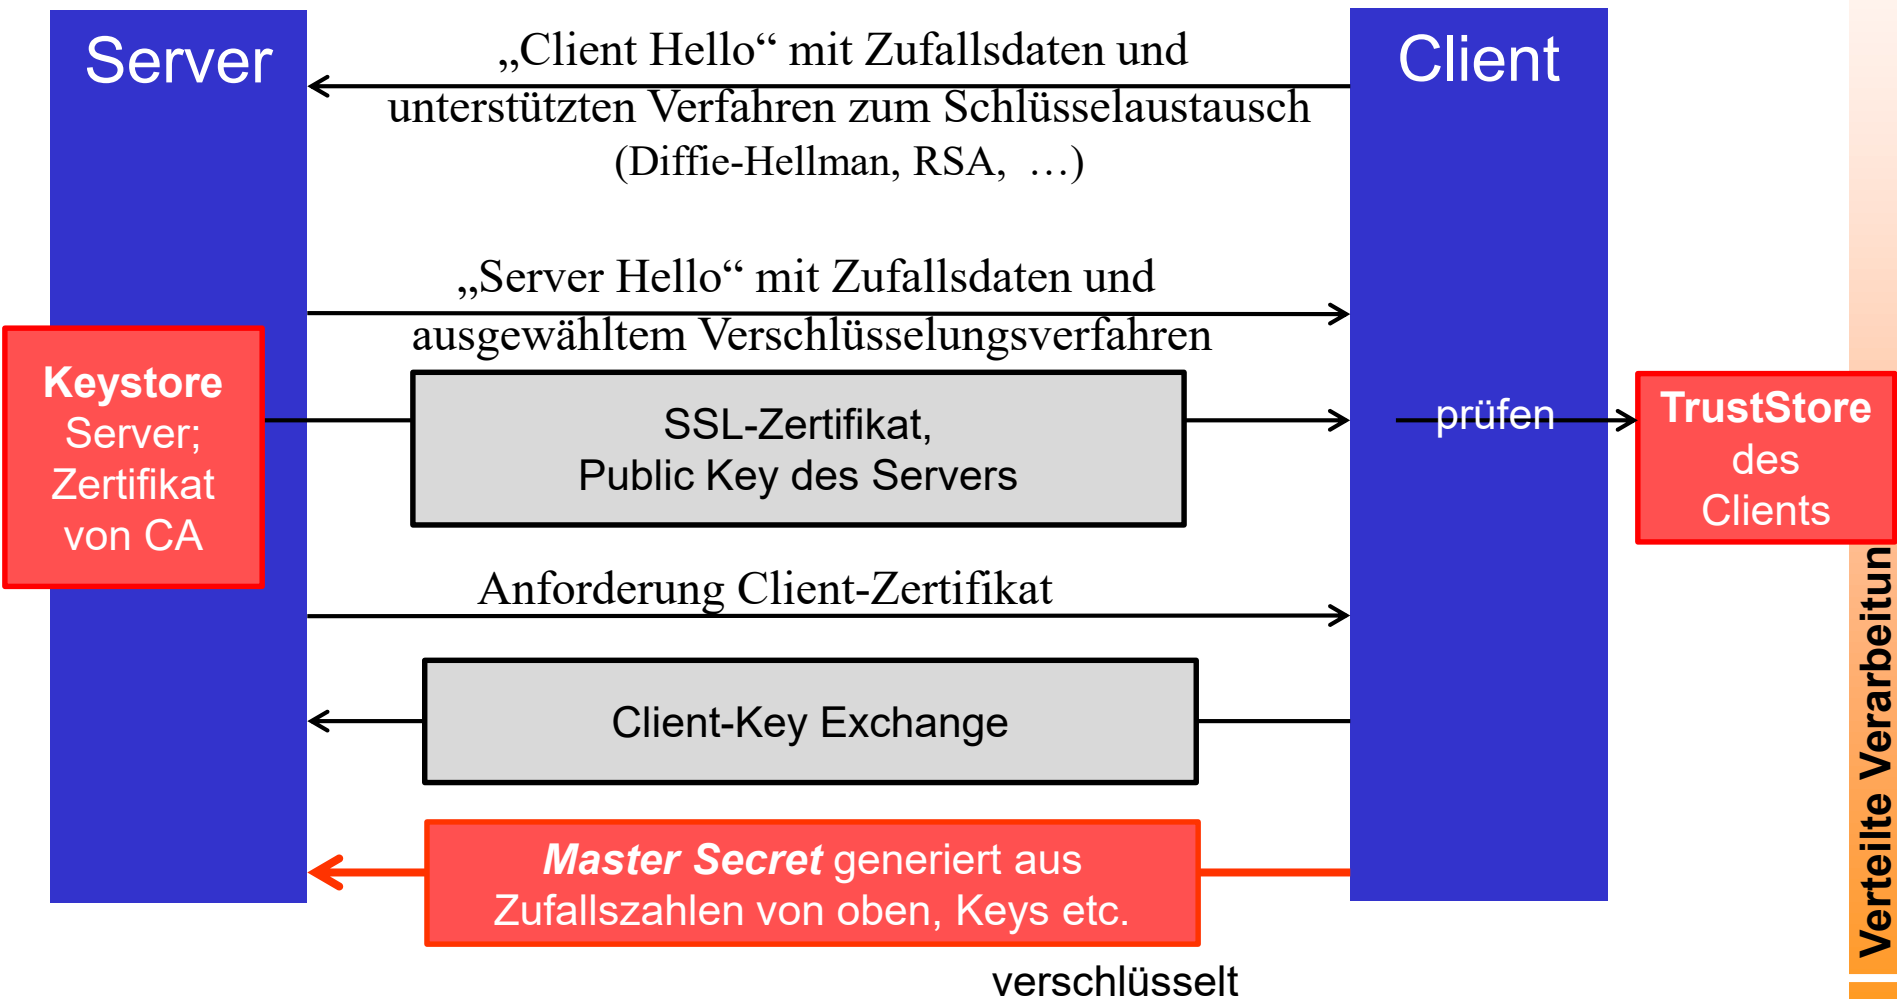 Server
„Client Hello“ mit Zufallsdaten und
unterstützten Verfahren zum Schlüsselaustausch
(Diffie-Hellman, RSA, …)
Client
„Server Hello“ mit Zufallsdaten und
ausgewähltem Verschlüsselungsverfahren
Keystore
Server;
Zertifikat
von CA
SSL-Zertifikat,
Public Key des Servers
prüfen
TrustStore
des
Clients
Anforderung Client-Zertifikat
Client-Key Exchange
Master Secret generiert aus
Zufallszahlen von oben, Keys etc.
verschlüsselt
Verteilte Verarbeitun